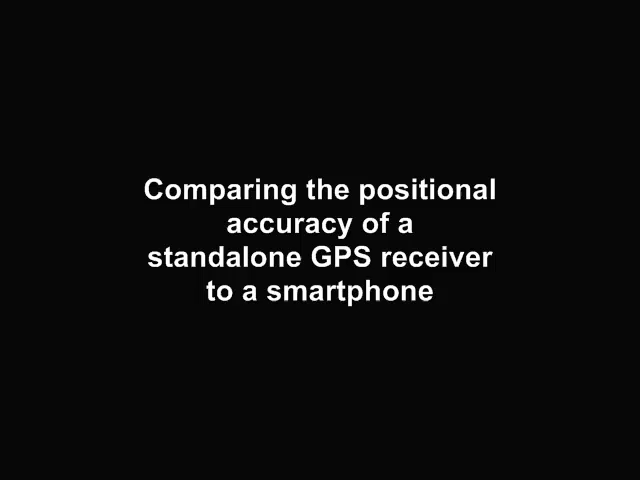 Comparing the positional
accuracy of a
standalone GPS receiver
to a smartphone